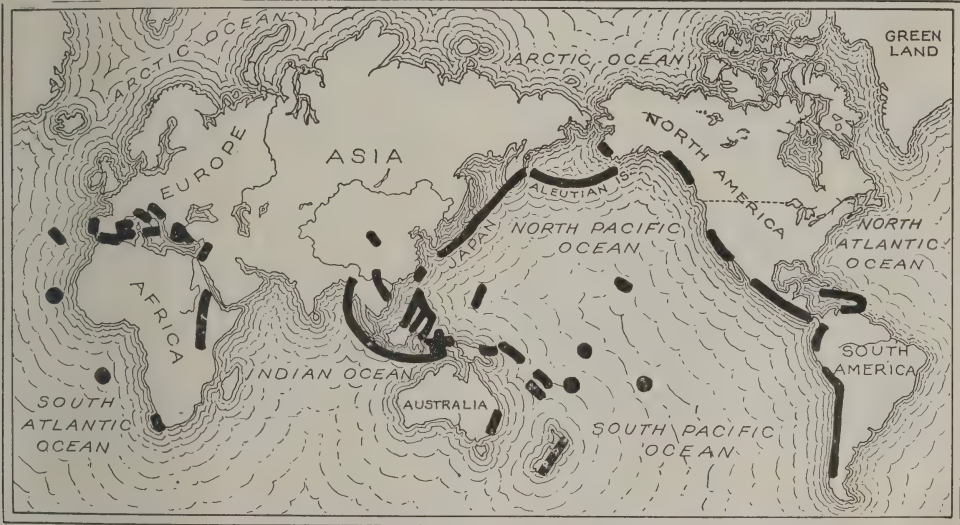 ARCTIC OCEAN
ARCTIC OCEAN
GREEN
LAND
EUROPE
ASIA
NORTH
AMERICA
ALEUTIAN IS.
JAPAN
NORTH PACIFIC
OCEAN
NORTH
ATLANTIC
OCEAN
AFRICA
INDIAN OCEAN
SOUTH
AMERICA
SOUTH
ATLANTIC
OCEAN
AUSTRALIA
SOUTH PACIFIC
OCEAN